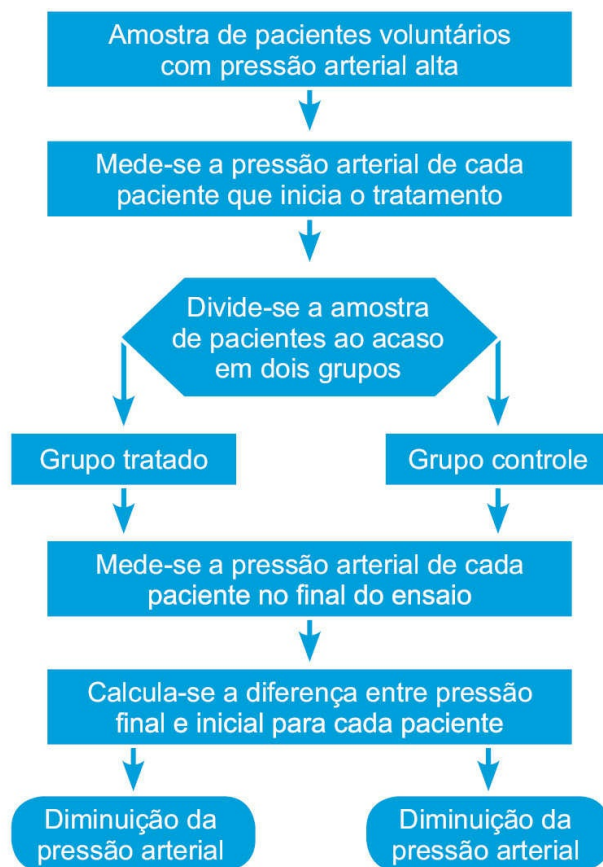 Amostra de pacientes voluntários
com pressão arterial alta
Mede-se a pressão arterial de cada
paciente que inicia o tratamento
Divide-se a amostra
de pacientes ao acaso
em dois grupos
Grupo tratado
Grupo controle
Mede-se a pressão arterial de cada
paciente no final do ensaio
Calcula-se a diferença entre pressão
final e inicial para cada paciente
Diminuição da
pressão arterial
Diminuição da
pressão arterial